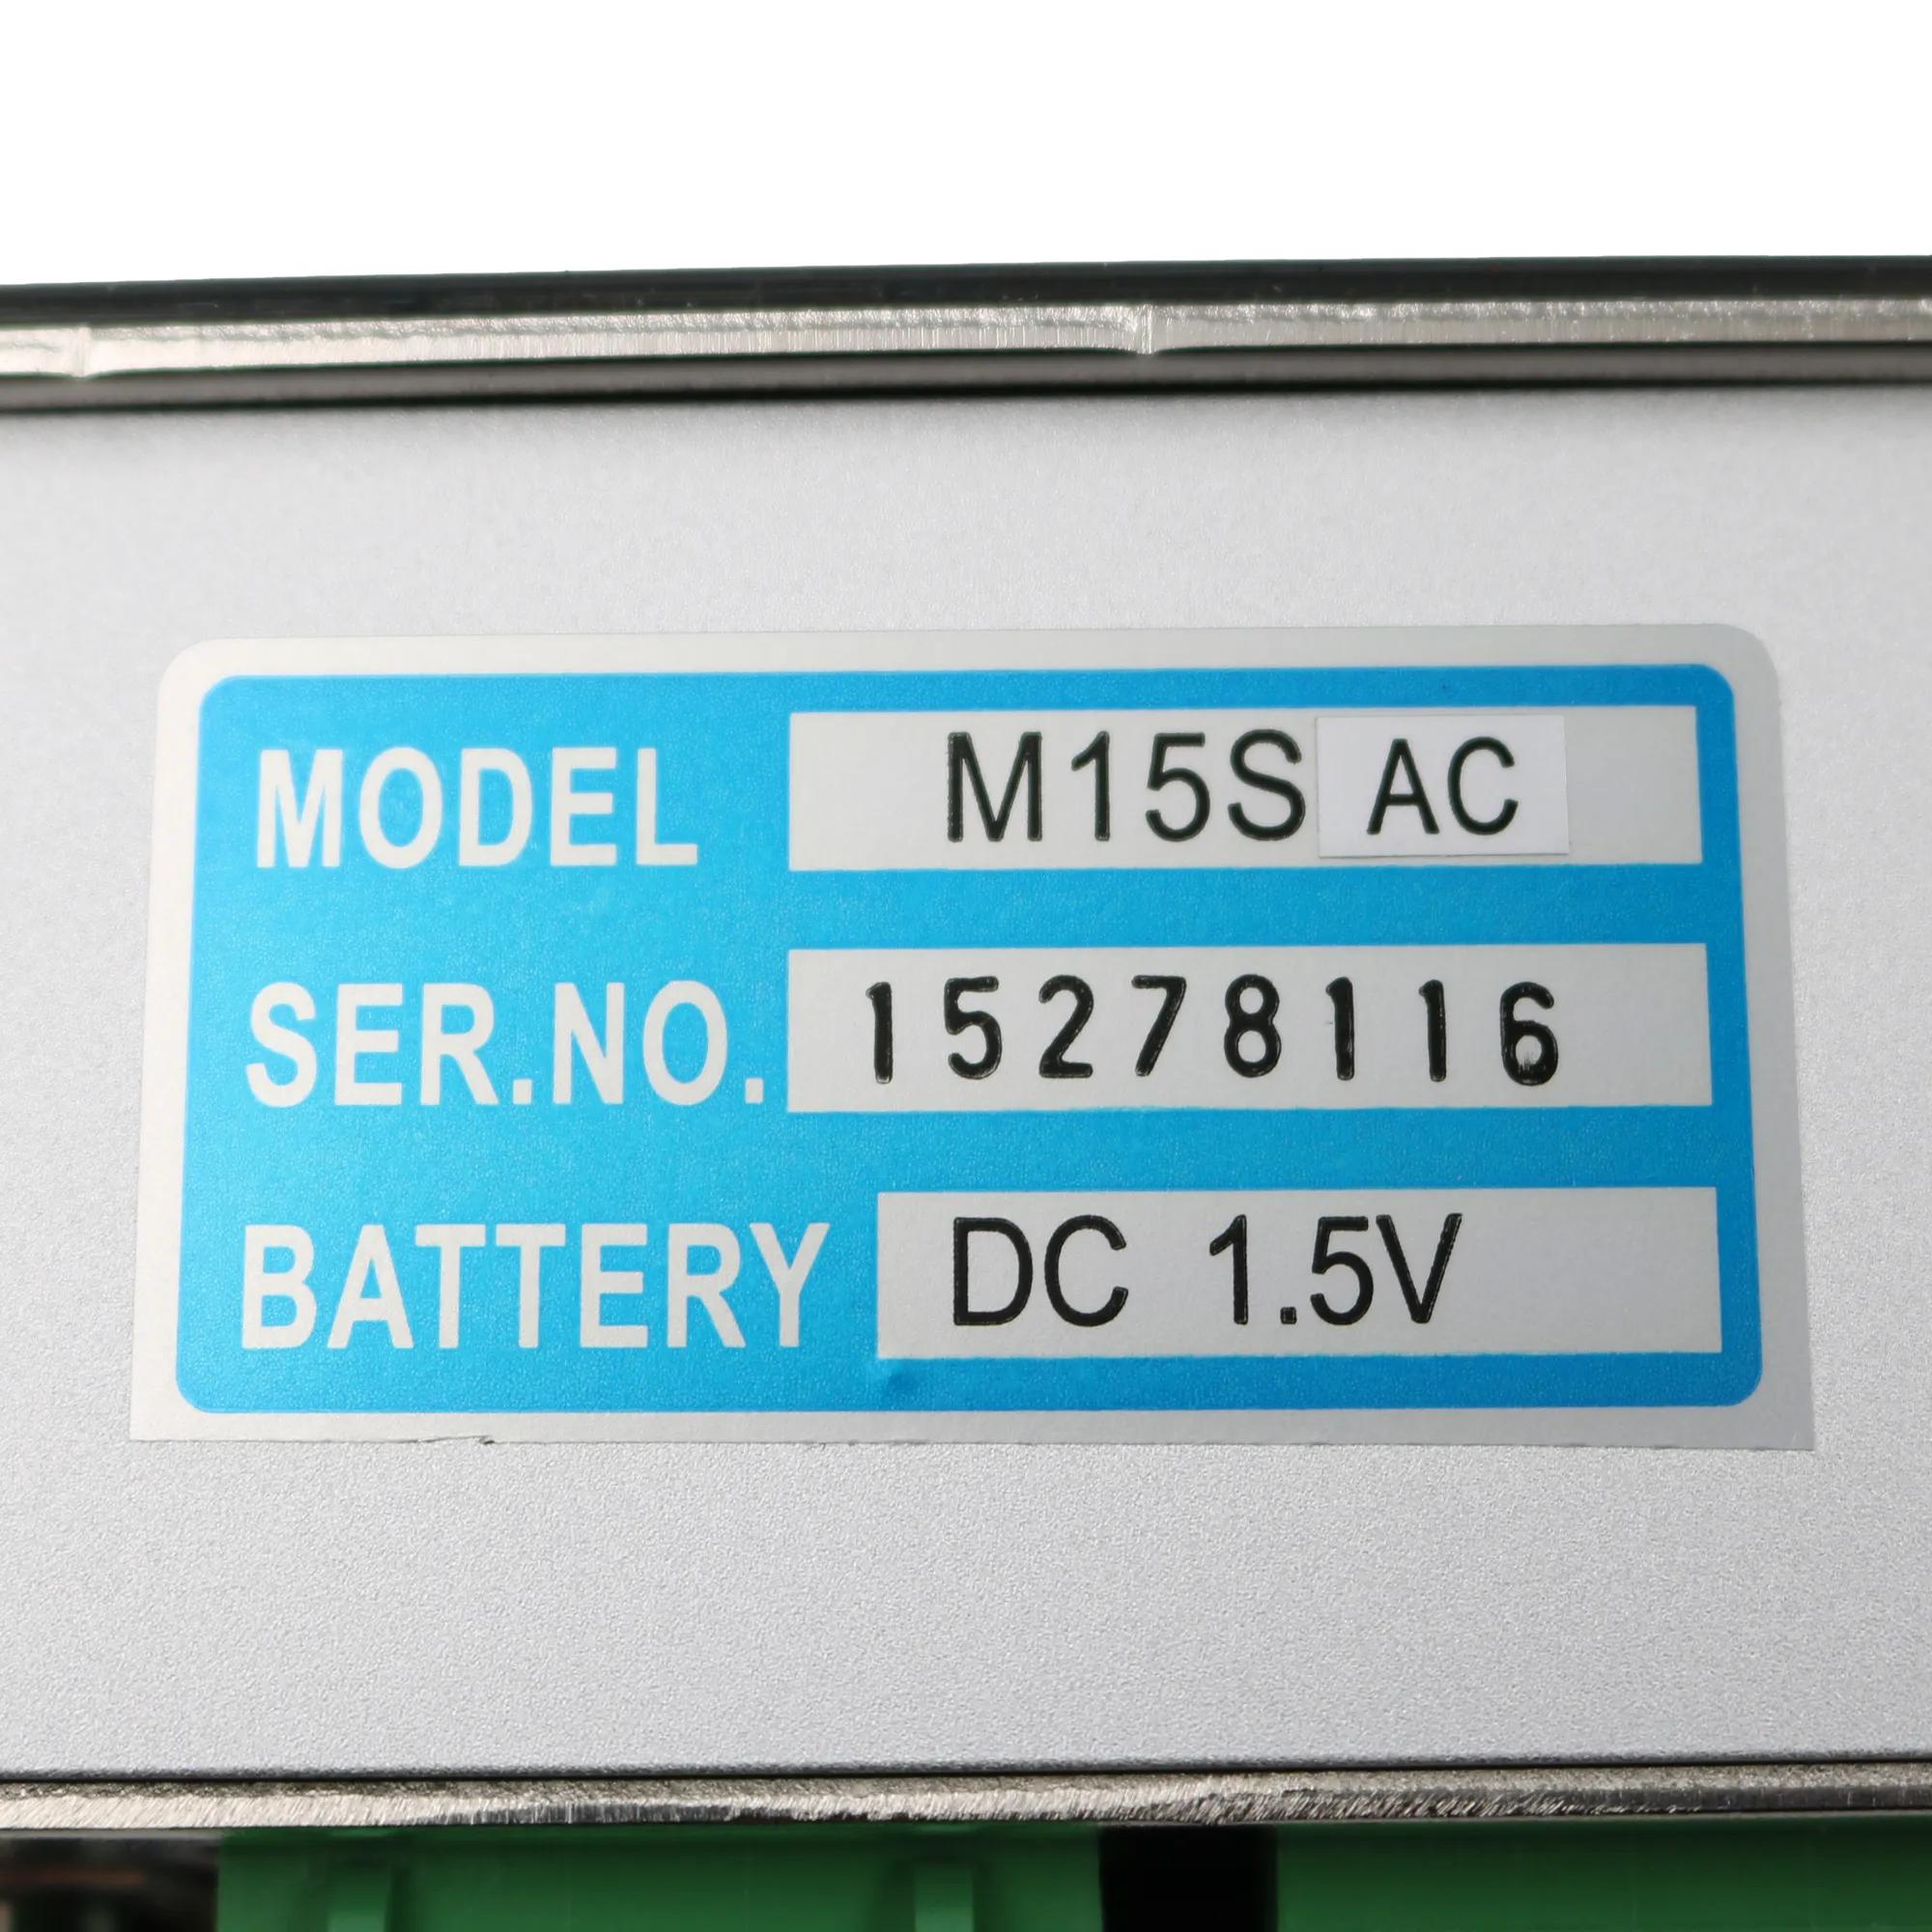 MODEL M15S AC
SER.NO. 15278116
BATTERY DC 1.5V